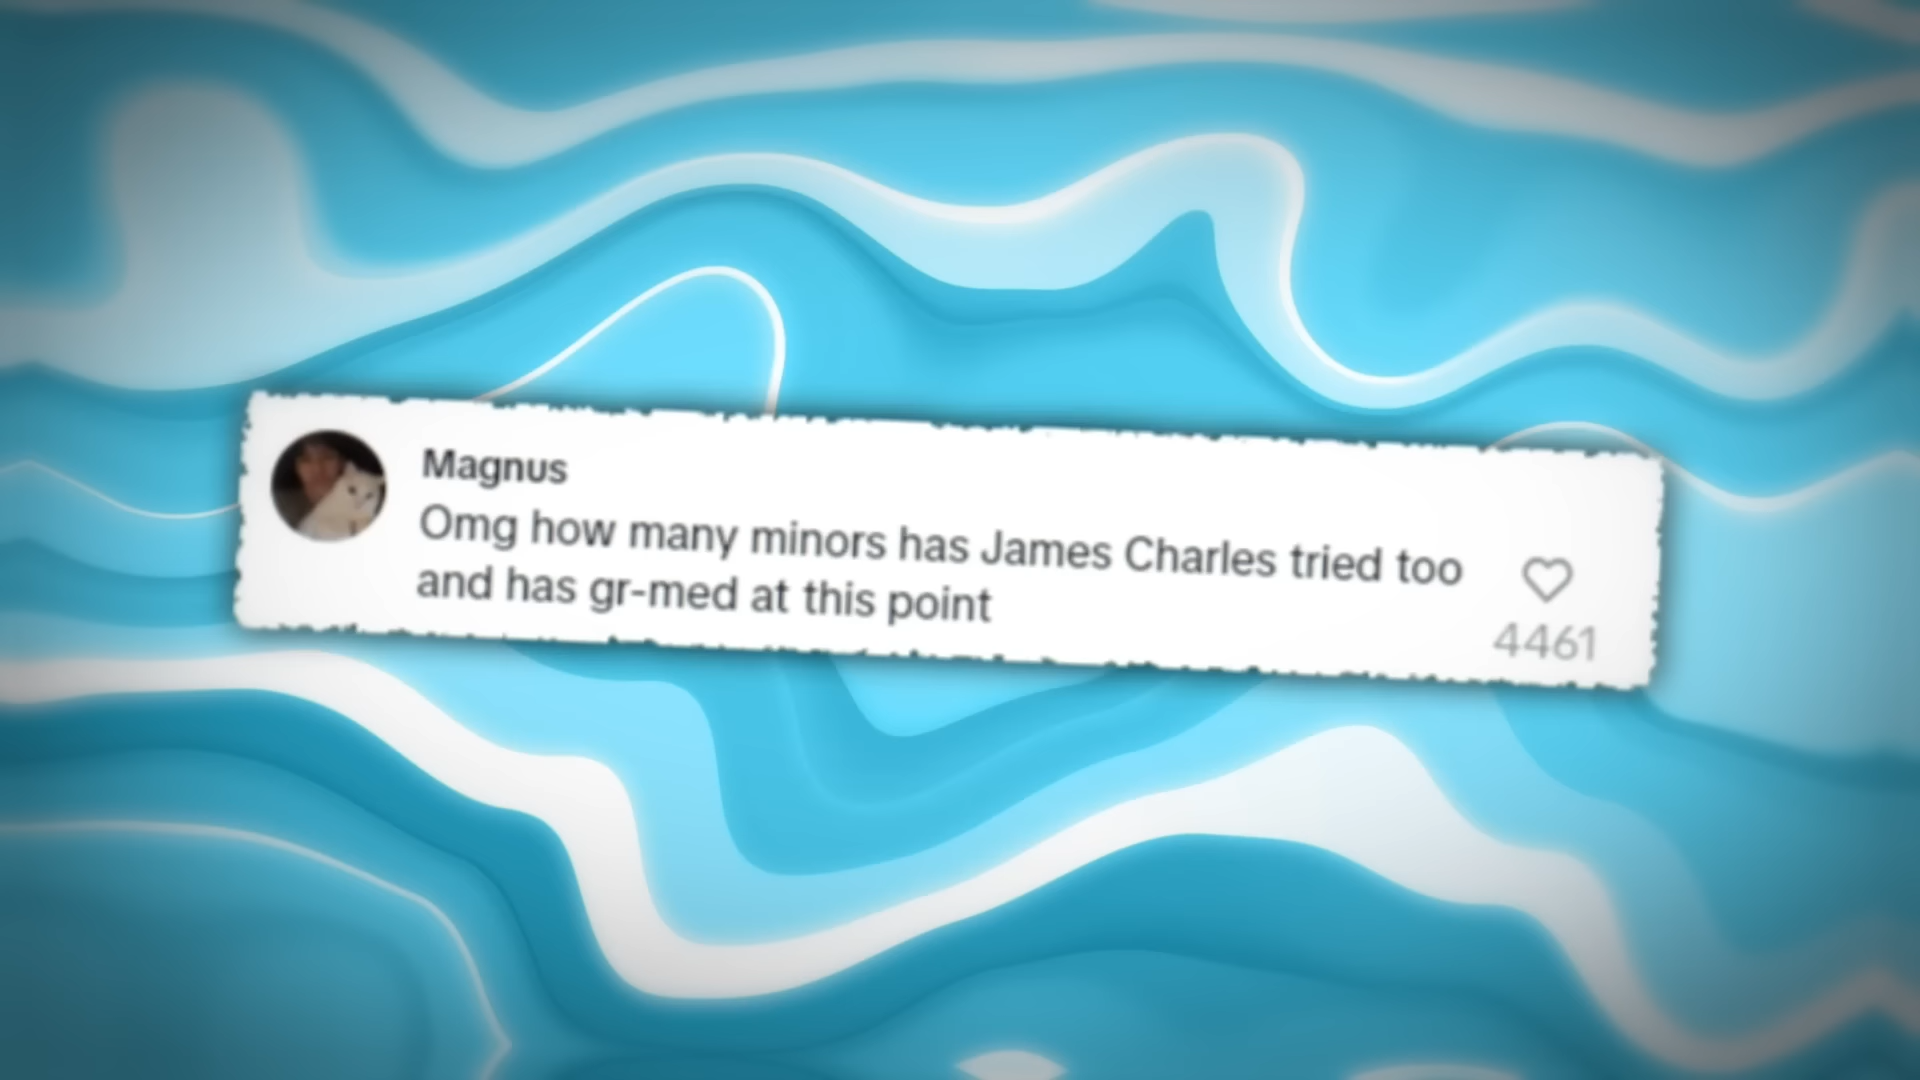 Magnus
Omg how many minors has James Charles tried too
and has gr-med at this point
4461